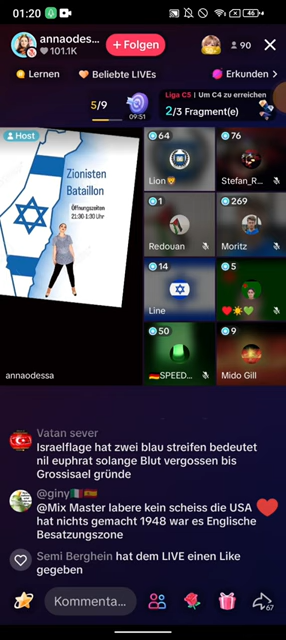 01:20
46
annaodes...
101.1K
+ Folgen
90
Lernen
Beliebte LIVEs
Erkunden
5/9
09:51
Liga C5 | Um C4 zu erreichen
2/3 Fragment(e)
Host
Zionisten
Bataillon
Öffnungszeiten
21:30-1:30 Uhr
annaodessa
64
Lion🦁
76
Stefan_R...
1
Redouan
269
Moritz
14
Line
5
❤️☀️💚
50
🇩🇪SPEED...
9
Mido Gill
Vatan sever
Israelflage hat zwei blau streifen bedeutet
nil euphrat solange Blut vergossen bis
Grossisael gründe
@giny🇮🇹🇪🇸
@Mix Master labere kein scheiss die USA
hat nichts gemacht 1948 war es Englische
Besatzungszone
Semi Berghein hat dem LIVE einen Like
gegeben
Kommenta...
67